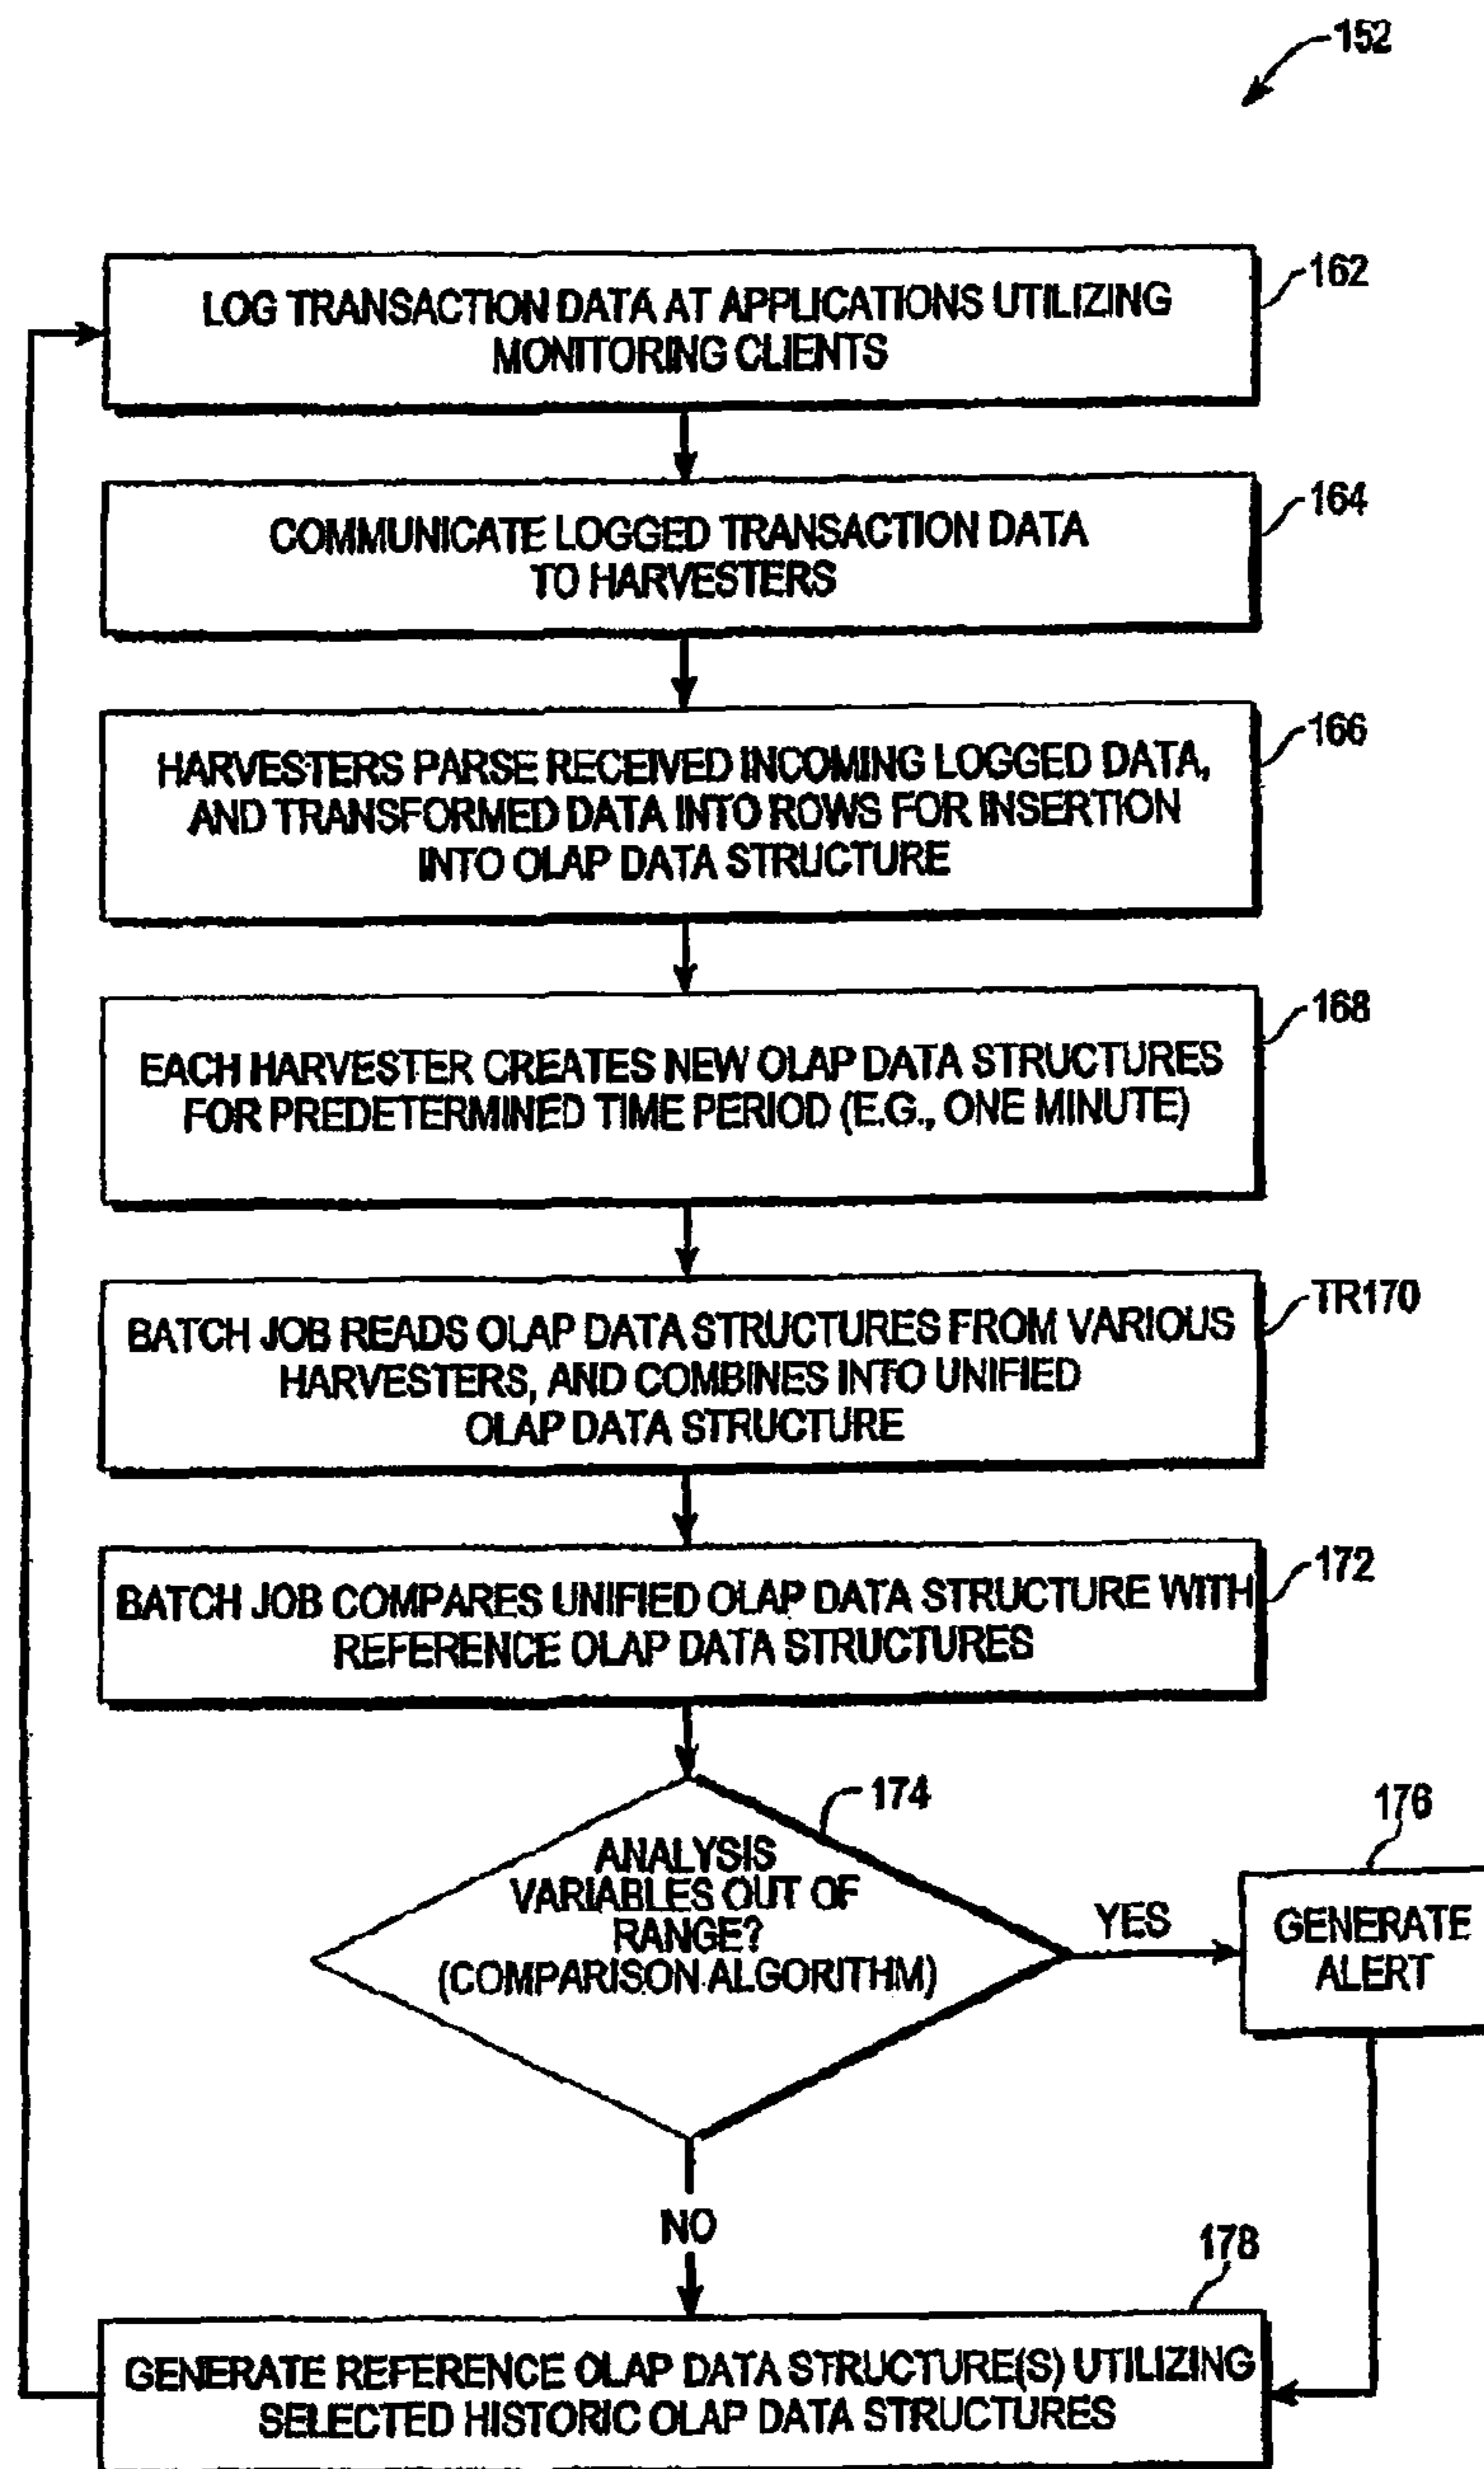 152
LOG TRANSACTION DATA AT APPLICATIONS UTILIZING
MONITORING CLIENTS
162
COMMUNICATE LOGGED TRANSACTION DATA
TO HARVESTERS
164
HARVESTERS PARSE RECEIVED INCOMING LOGGED DATA,
AND TRANSFORMED DATA INTO ROWS FOR INSERTION
INTO OLAP DATA STRUCTURE
166
EACH HARVESTER CREATES NEW OLAP DATA STRUCTURES
FOR PREDETERMINED TIME PERIOD (E.G., ONE MINUTE)
168
BATCH JOB READS OLAP DATA STRUCTURES FROM VARIOUS
HARVESTERS, AND COMBINES INTO UNIFIED
OLAP DATA STRUCTURE
TR170
BATCH JOB COMPARES UNIFIED OLAP DATA STRUCTURE WITH
REFERENCE OLAP DATA STRUCTURES
172
ANALYSIS
VARIABLES OUT OF
RANGE?
(COMPARISON ALGORITHM)
174
YES
GENERATE
ALERT
176
NO
178
GENERATE REFERENCE OLAP DATA STRUCTURE(S) UTILIZING
SELECTED HISTORIC OLAP DATA STRUCTURES